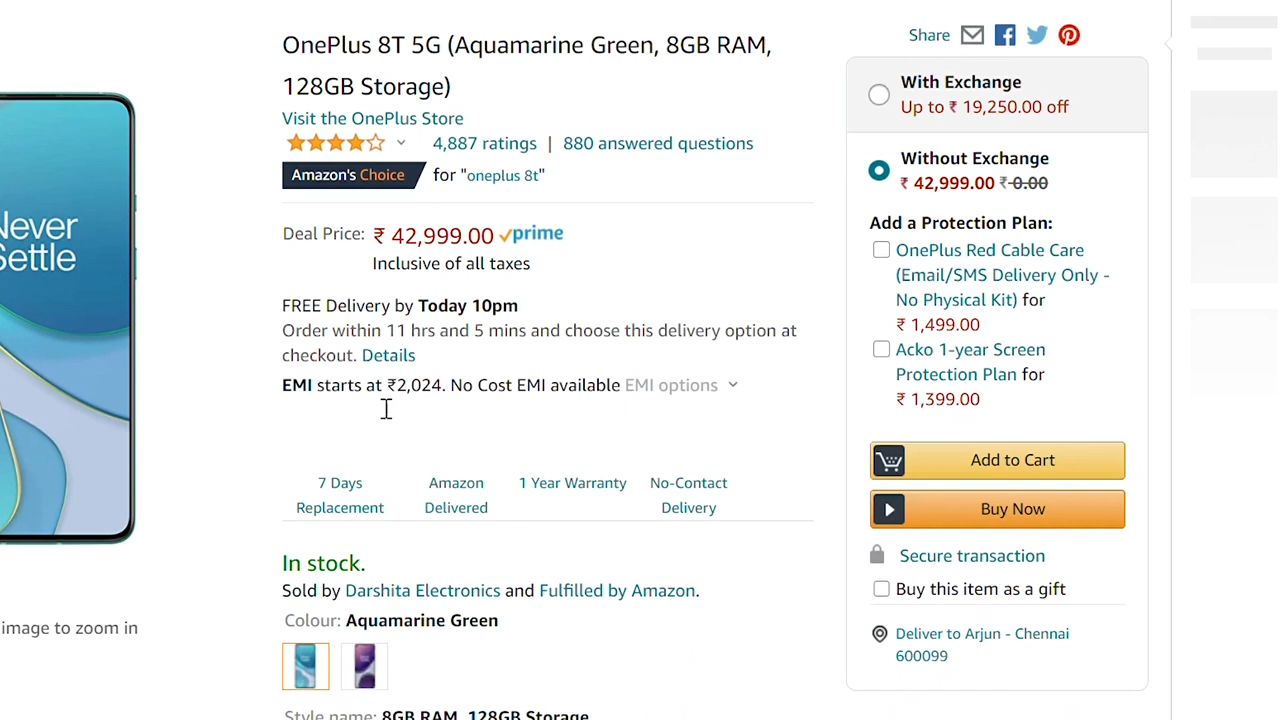 Never
Settle
image to zoom in
OnePlus 8T 5G (Aquamarine Green, 8GB RAM,
128GB Storage)
Visit the OnePlus Store
4,887 ratings | 880 answered questions
Amazon's Choice for "oneplus 8t"
Deal Price: ₹ 42,999.00 prime
Inclusive of all taxes
FREE Delivery by Today 10pm
Order within 11 hrs and 5 mins and choose this delivery option at
checkout. Details
EMI starts at ₹2,024. No Cost EMI available EMI options
7 Days
Replacement
Amazon
Delivered
1 Year Warranty
No-Contact
Delivery
In stock.
Sold by Darshita Electronics and Fulfilled by Amazon.
Colour: Aquamarine Green
Style name: 8GB RAM, 128GB Storage
Share
With Exchange
Up to ₹ 19,250.00 off
Without Exchange
₹ 42,999.00 ₹ 0.00
Add a Protection Plan:
OnePlus Red Cable Care
(Email/SMS Delivery Only -
No Physical Kit) for
₹ 1,499.00
Acko 1-year Screen
Protection Plan for
₹ 1,399.00
Add to Cart
Buy Now
Secure transaction
Buy this item as a gift
Deliver to Arjun - Chennai
600099